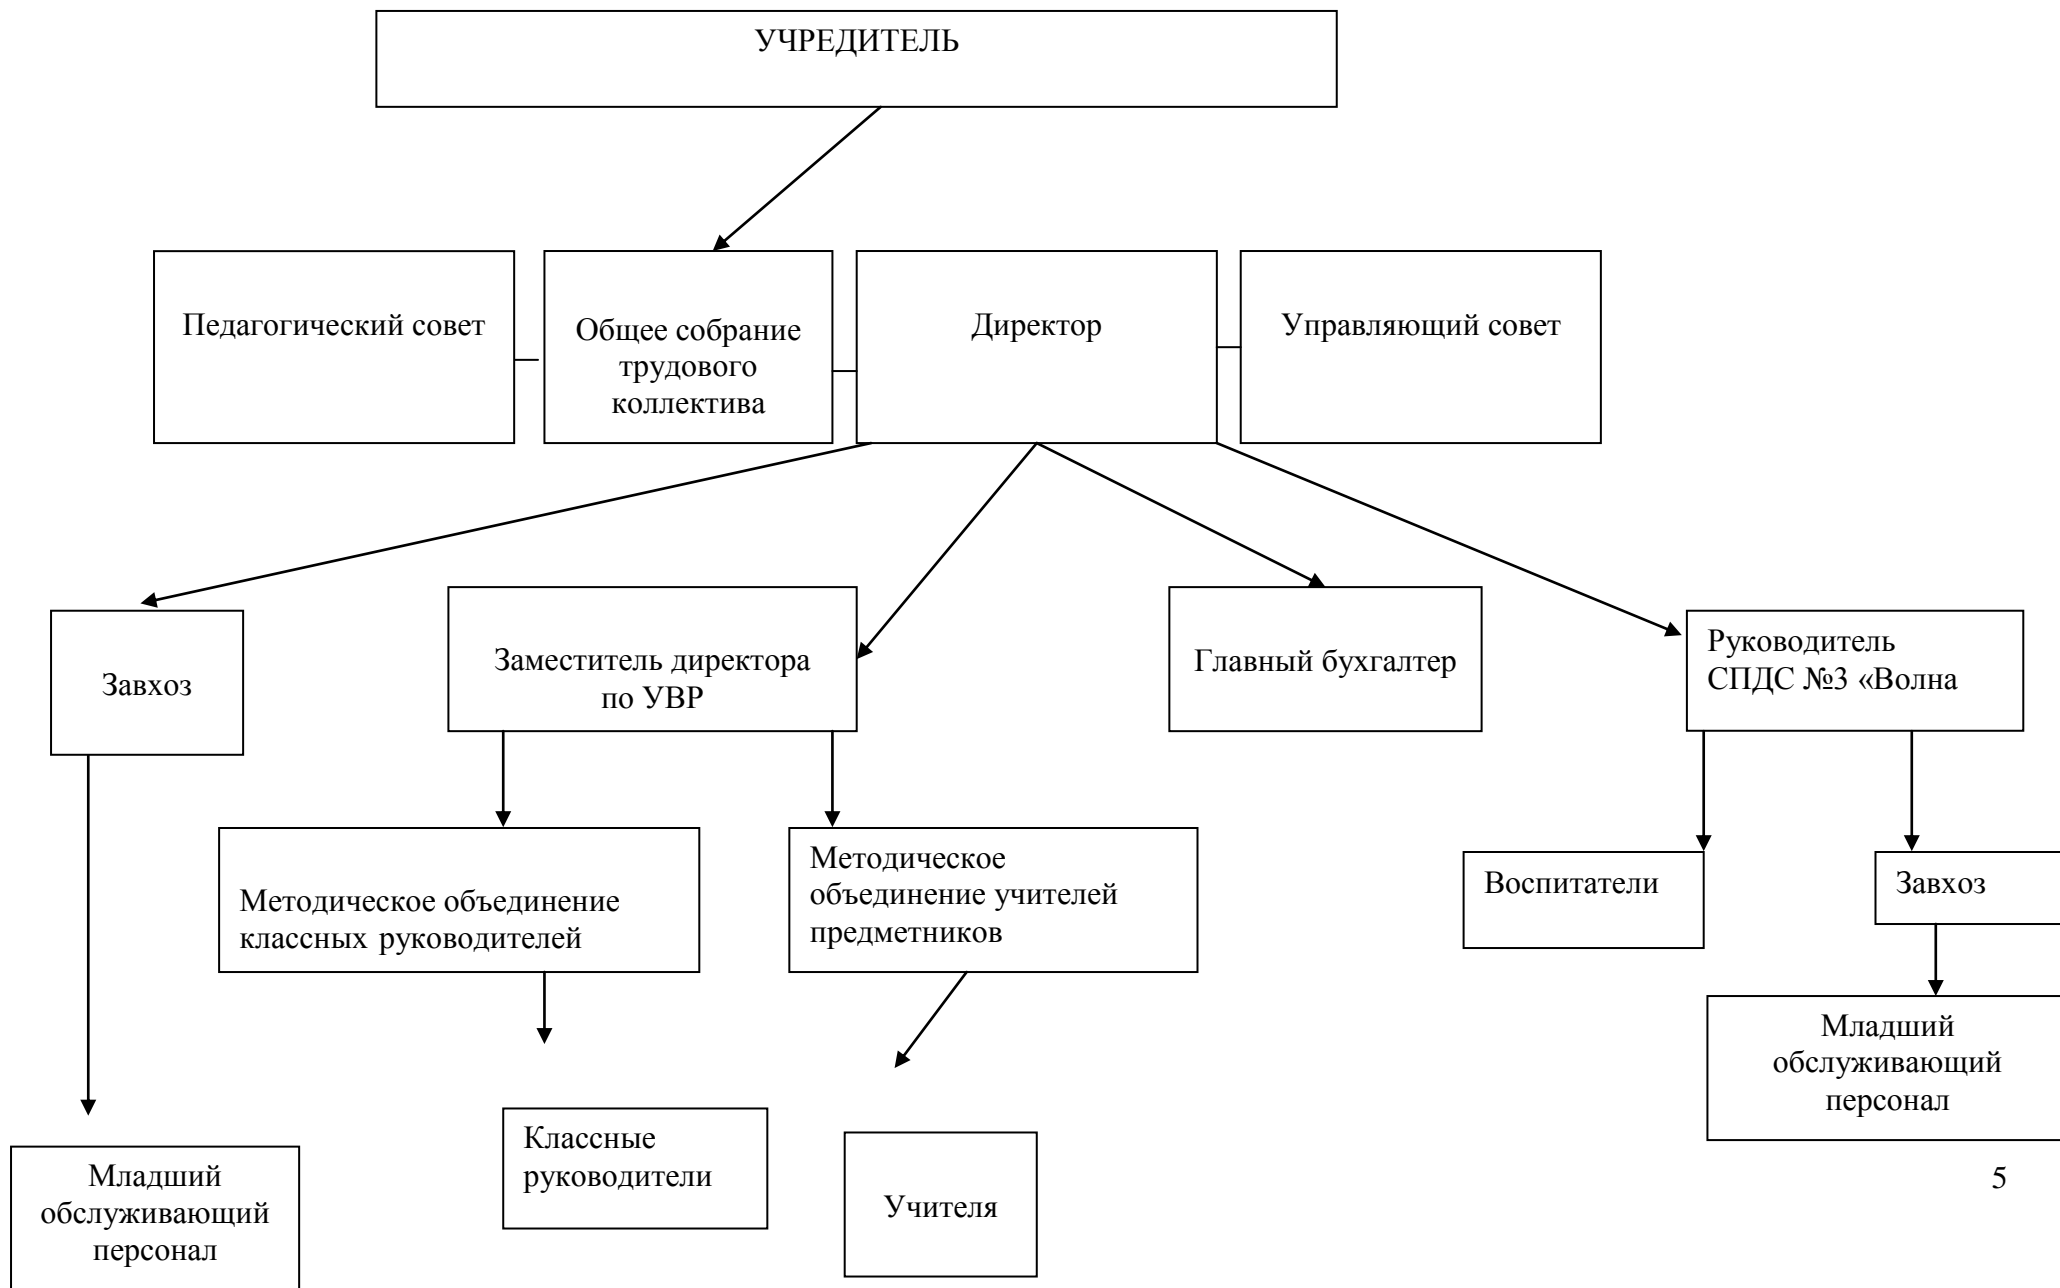 УЧРЕДИТЕЛЬ
Педагогический совет
Общее собрание
трудового
коллектива
Директор
Управляющий совет
Завхоз
Заместитель директора
по УВР
Главный бухгалтер
Руководитель
СПДС №3 «Волна
Методическое объединение
классных руководителей
Методическое
объединение учителей
предметников
Воспитатели
Завхоз
Младший
обслуживающий
персонал
Классные
руководители
Учителя
Младший
обслуживающий
персонал
5